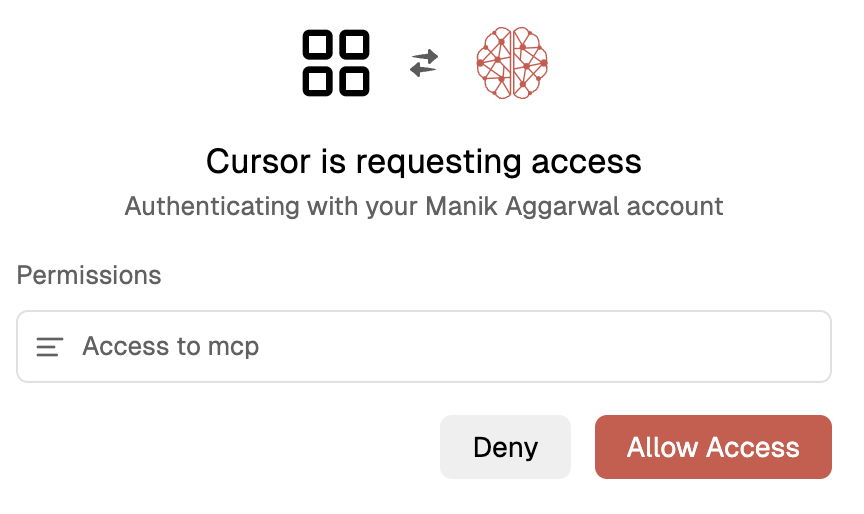 Cursor is requesting access
Authenticating with your Manik Aggarwal account
Permissions
Access to mcp
Deny
Allow Access